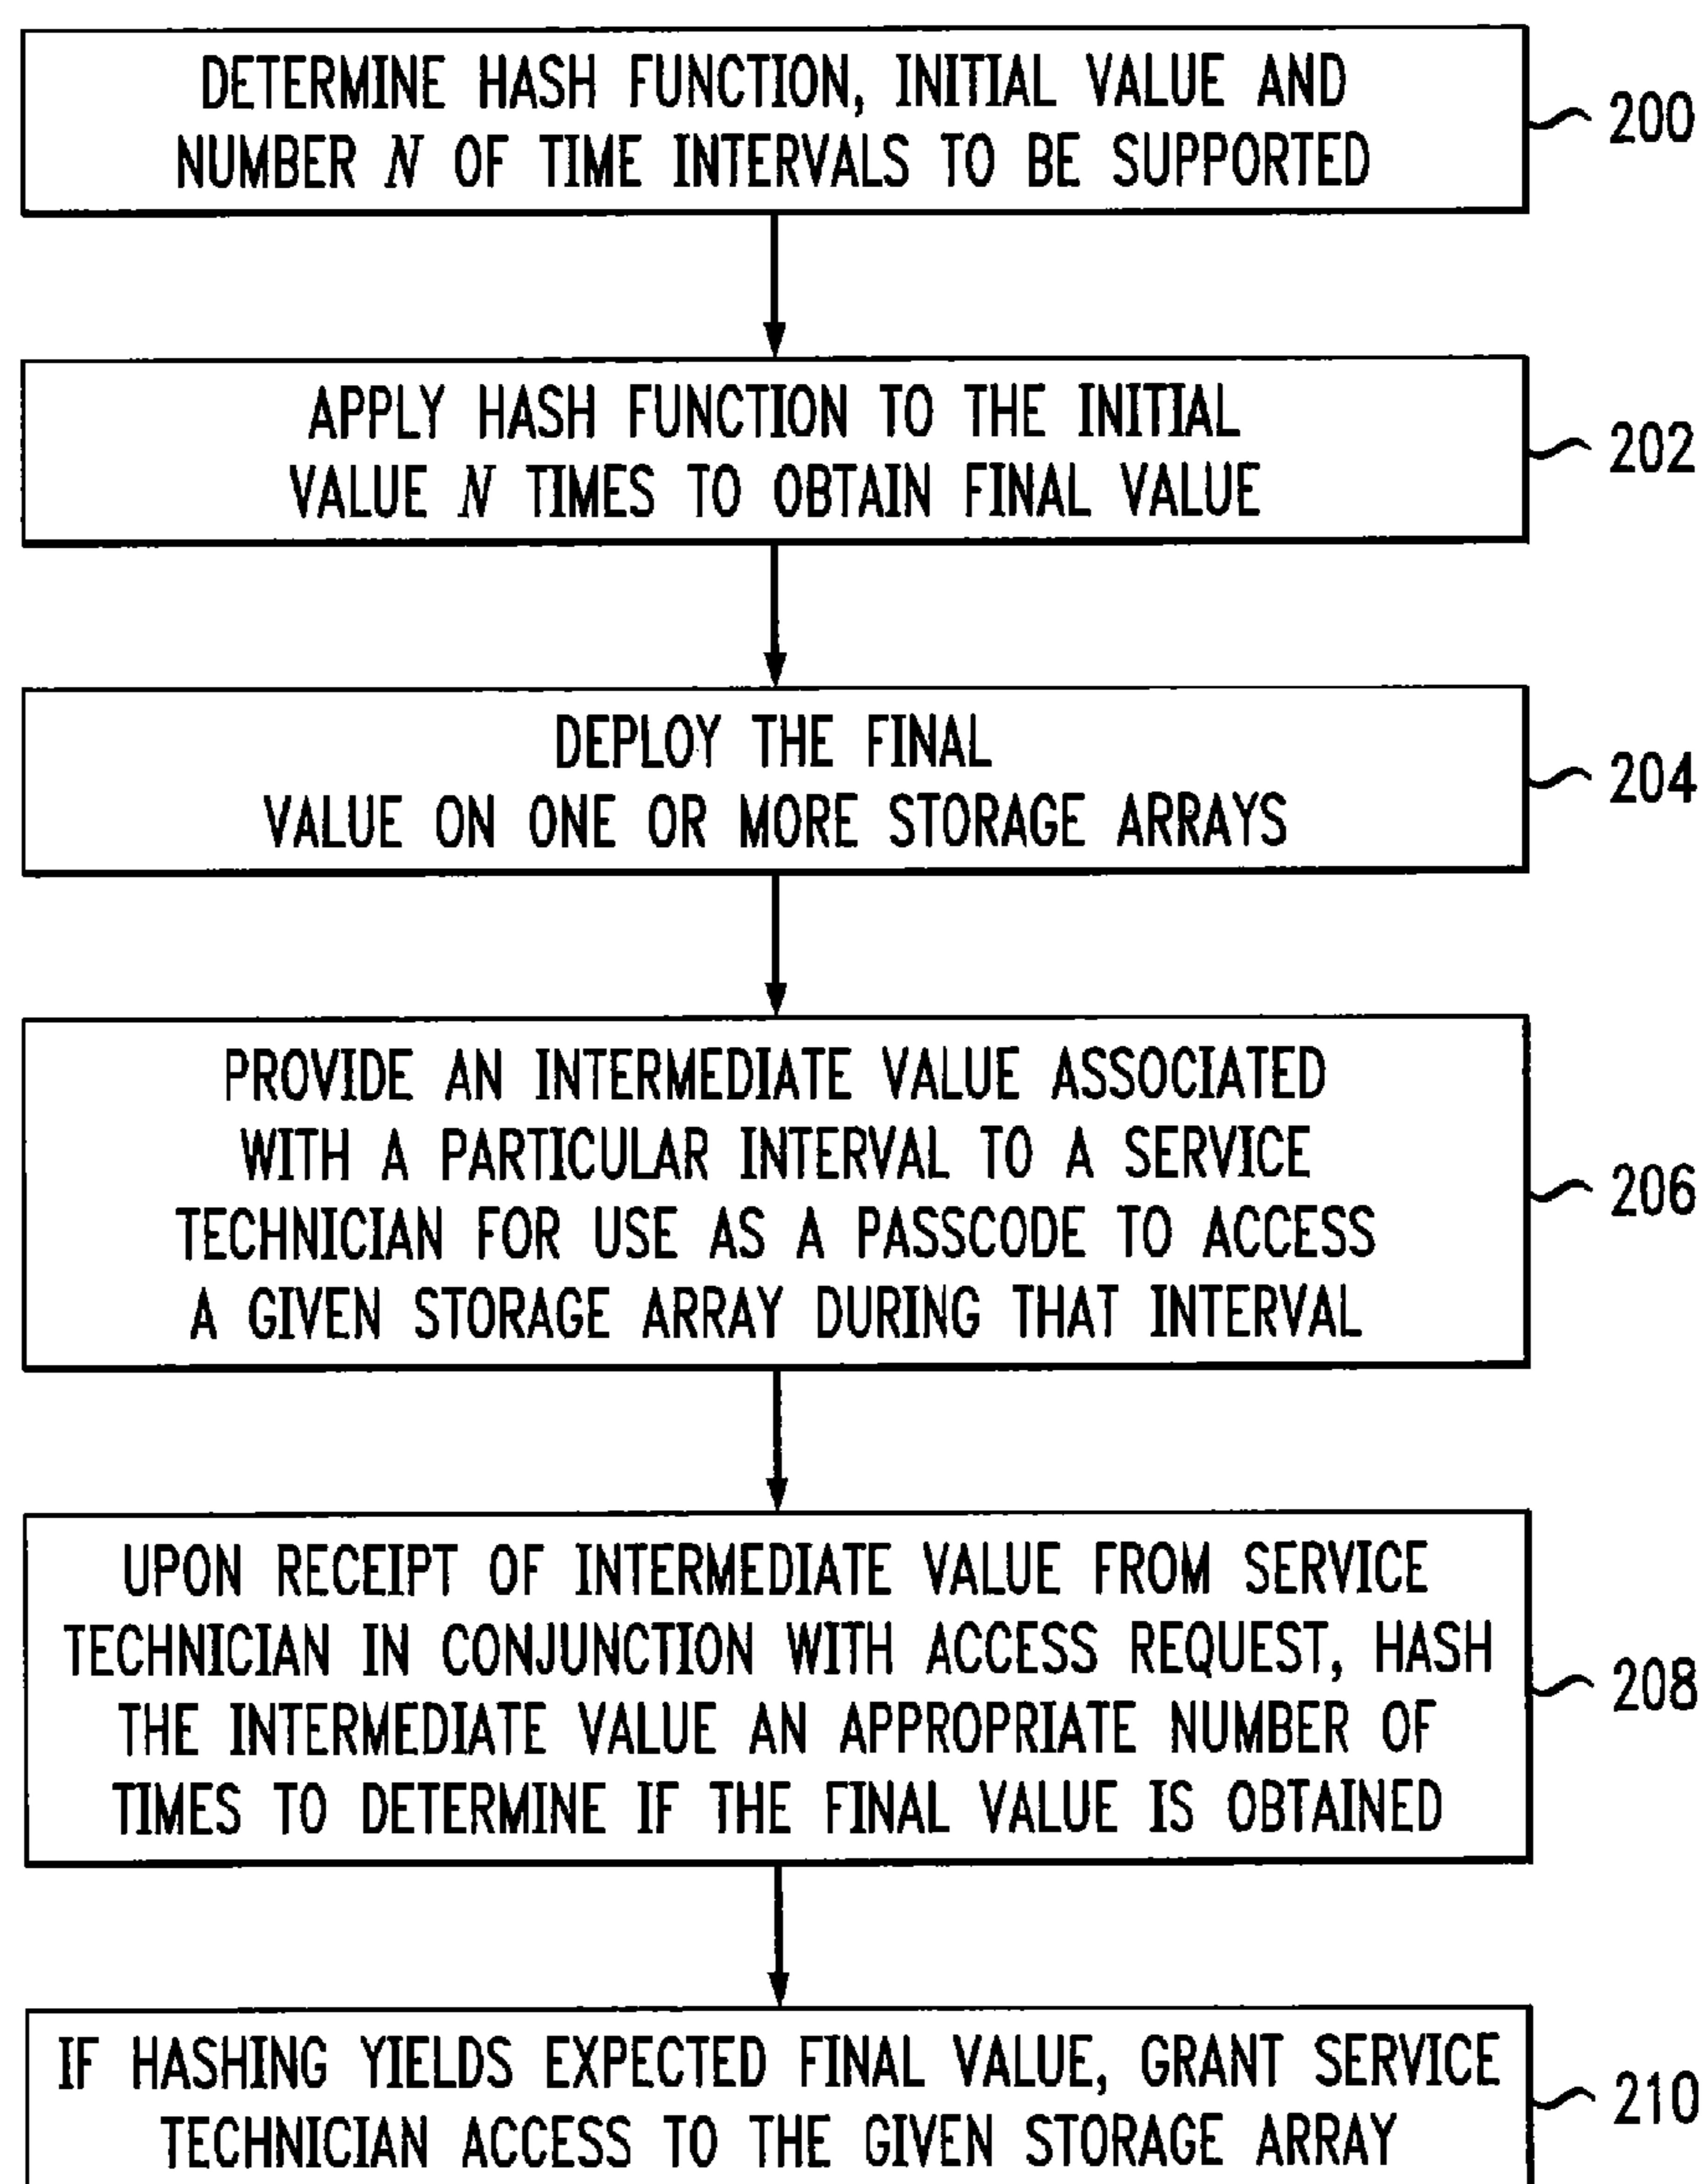 DETERMINE HASH FUNCTION, INITIAL VALUE AND
NUMBER N OF TIME INTERVALS TO BE SUPPORTED
200
APPLY HASH FUNCTION TO THE INITIAL
VALUE N TIMES TO OBTAIN FINAL VALUE
202
DEPLOY THE FINAL
VALUE ON ONE OR MORE STORAGE ARRAYS
204
PROVIDE AN INTERMEDIATE VALUE ASSOCIATED
WITH A PARTICULAR INTERVAL TO A SERVICE
TECHNICIAN FOR USE AS A PASSCODE TO ACCESS
A GIVEN STORAGE ARRAY DURING THAT INTERVAL
206
UPON RECEIPT OF INTERMEDIATE VALUE FROM SERVICE
TECHNICIAN IN CONJUNCTION WITH ACCESS REQUEST, HASH
THE INTERMEDIATE VALUE AN APPROPRIATE NUMBER OF
TIMES TO DETERMINE IF THE FINAL VALUE IS OBTAINED
208
IF HASHING YIELDS EXPECTED FINAL VALUE, GRANT SERVICE
TECHNICIAN ACCESS TO THE GIVEN STORAGE ARRAY
210